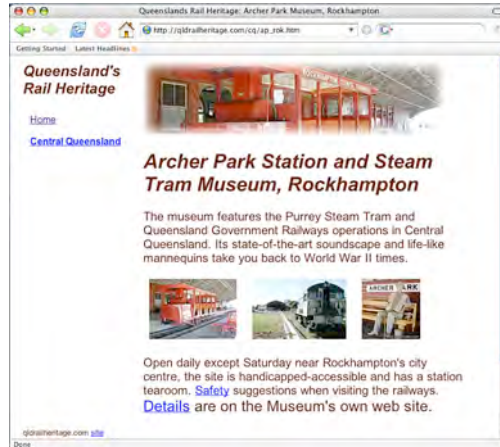 Queenslands Rail Heritage: Archer Park Museum, Rockhampton
http://qldrailheritage.com/cq/ap_rok.htm
Getting Started Latest Headlines
Queensland's
Rail Heritage
Home
Central Queensland
Archer Park Station and Steam
Tram Museum, Rockhampton
The museum features the Purrey Steam Tram and
Queensland Government Railways operations in Central
Queensland. Its state-of-the-art soundscape and life-like
mannequins take you back to World War II times.
ARCHER PARK
Open daily except Saturday near Rockhampton's city
centre, the site is handicapped-accessible and has a station
tearoom. Safety suggestions when visiting the railways.
Details are on the Museum's own web site.
qldrailheritage.com site
Done